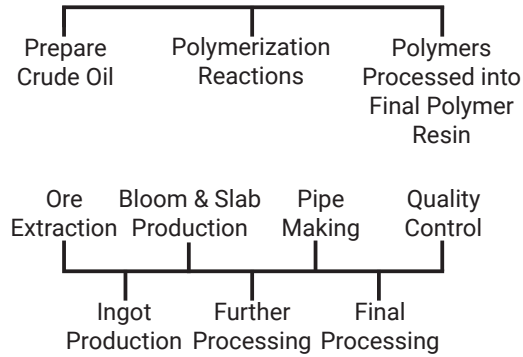 Prepare
Crude Oil
Polymerization
Reactions
Polymers
Processed into
Final Polymer
Resin
Ore
Extraction
Bloom & Slab
Production
Pipe
Making
Quality
Control
Ingot
Production
Further
Processing
Final
Processing